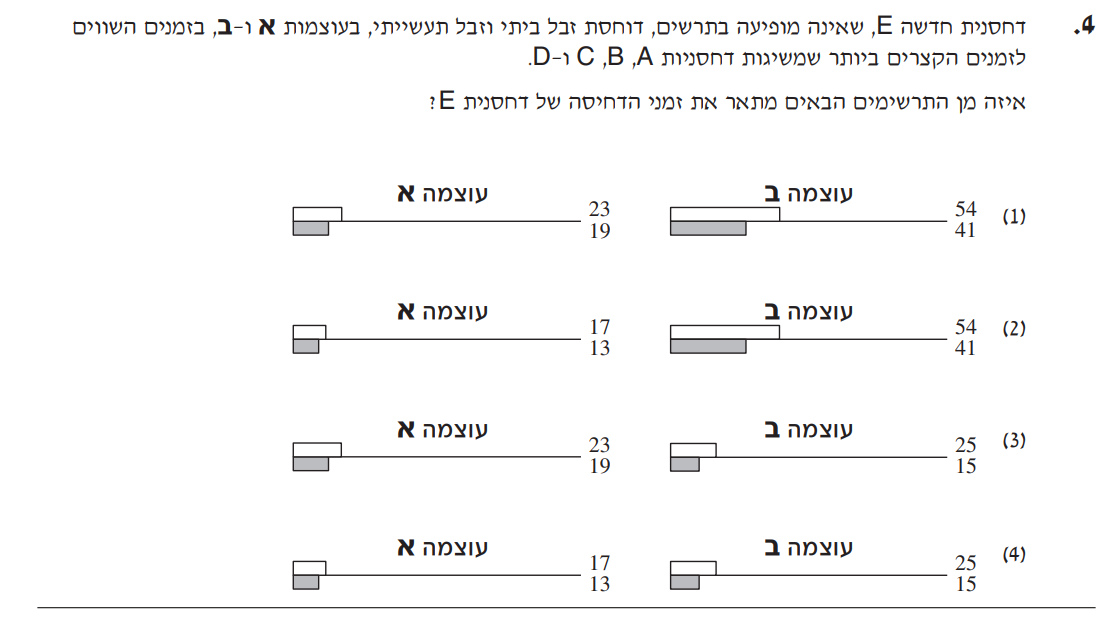 4. דחסנית חדשה E, שאינה מופיעה בתרשים, דוחסת זבל ביתי וזבל תעשייתי, בעוצמות א ו-ב, בזמנים השווים
לזמנים הקצרים ביותר שמשיגות דחסניות A, B, C ו-D.
איזה מן התרשימים הבאים מתאר את זמני הדחיסה של דחסנית E?
עוצמה ב עוצמה א
(1) 54 23
41 19
עוצמה ב עוצמה א
(2) 54 17
41 13
עוצמה ב עוצמה א
(3) 25 23
15 19
עוצמה ב עוצמה א
(4) 25 17
15 13